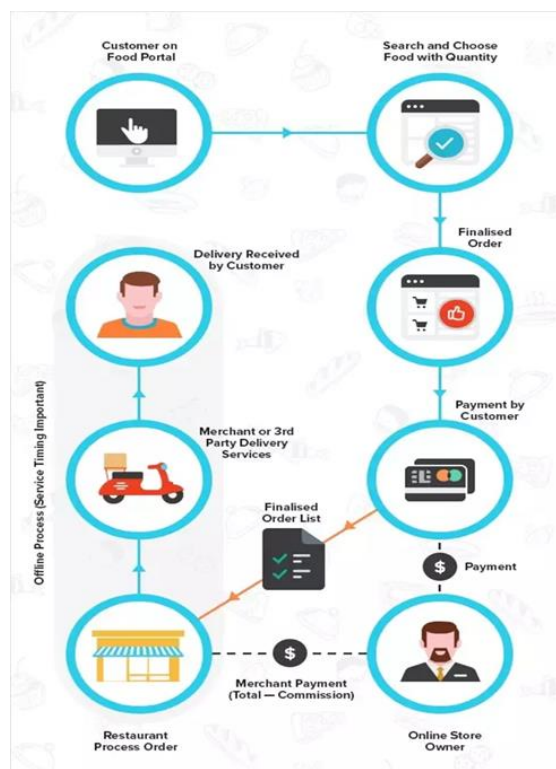 Customer on
Food Portal
Search and Choose
Food with Quantity
Finalised
Order
Delivery Received
by Customer
Payment by
Customer
Merchant or 3rd
Party Delivery
Services
Finalised
Order List
Offline Process (Service Timing Important)
$
Payment
$
Merchant Payment
(Total — Commission)
Restaurant
Process Order
Online Store
Owner